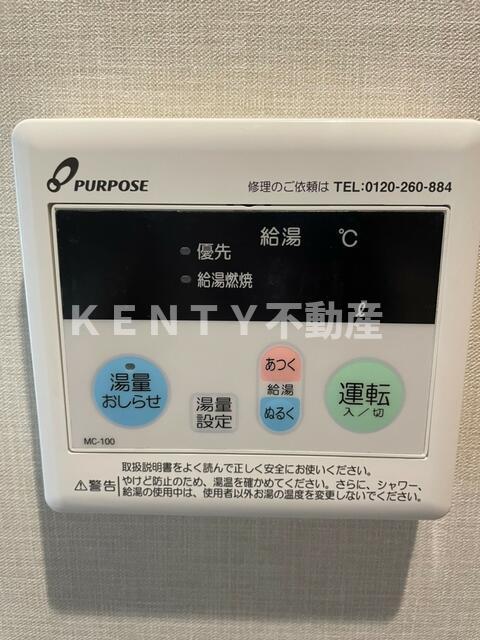 PURPOSE
修理のご依頼は TEL:0120-260-884
給湯 ℃
優先
給湯燃焼
KENTY不動産
湯量
おしらせ
湯量
設定
あつく
給湯
ぬるく
運転
入/切
MC-100
取扱説明書をよく読んで正しく安全にお使いください。
⚠警告 やけど防止のため、湯温を確かめてください。さらに、シャワー、
給湯の使用中は、使用者以外お湯の温度を変更しないでください。